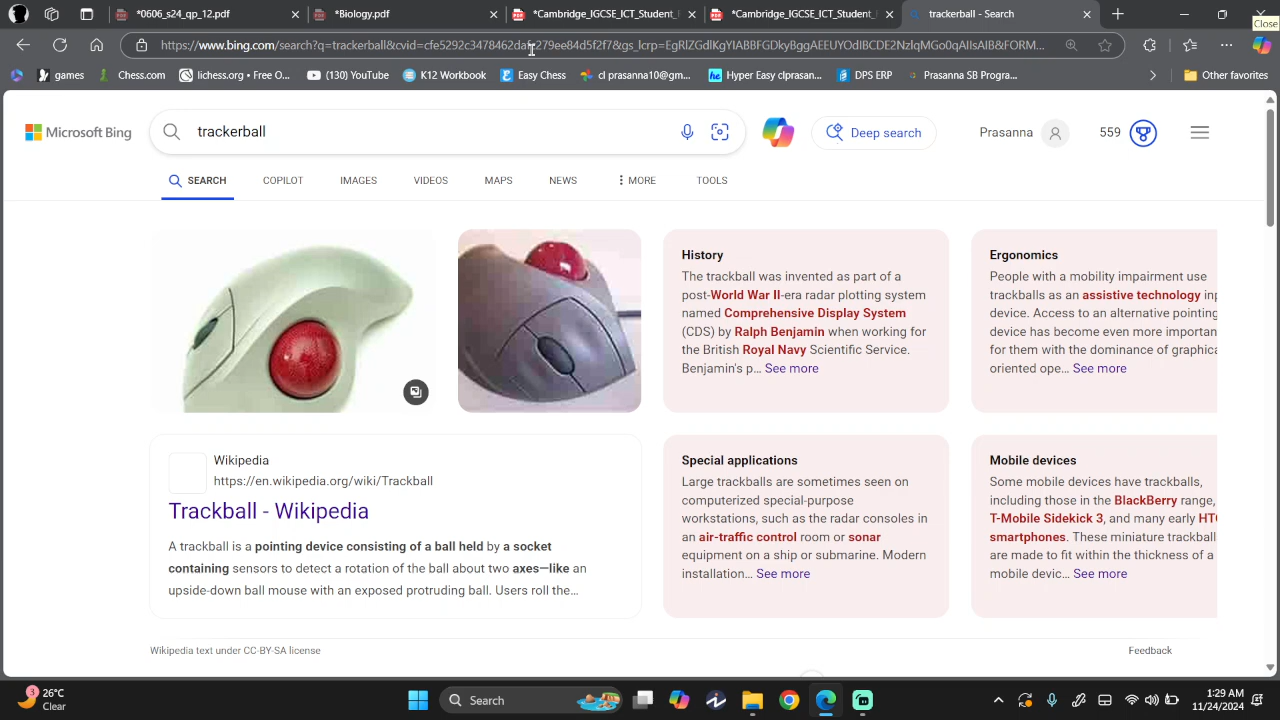 *0606_s24_qp_12.pdf
*Biology.pdf
*Cambridge_IGCSE_ICT_Student_
*Cambridge_IGCSE_ICT_Student_
trackerball - Search
Close
games
Chess.com
lichess.org • Free O...
(130) YouTube
K12 Workbook
Easy Chess
cl prasanna10@gm...
Hyper Easy clprasan...
DPS ERP
Prasanna SB Progra...
Other favorites
Microsoft Bing
trackerball
Deep search
Prasanna
559
SEARCH
COPILOT
IMAGES
VIDEOS
MAPS
NEWS
MORE
TOOLS
History
The trackball was invented as part of a
post-World War II-era radar plotting system
named Comprehensive Display System
(CDS) by Ralph Benjamin when working for
the British Royal Navy Scientific Service.
Benjamin's p... See more
Ergonomics
People with a mobility impairment use
trackballs as an assistive technology inp
device. Access to an alternative pointing
device has become even more important
for them with the dominance of graphica
oriented ope... See more
Wikipedia
https://en.wikipedia.org/wiki/Trackball
Trackball - Wikipedia
A trackball is a pointing device consisting of a ball held by a socket
containing sensors to detect a rotation of the ball about two axes—like an
upside-down ball mouse with an exposed protruding ball. Users roll the...
Special applications
Large trackballs are sometimes seen on
computerized special-purpose
workstations, such as the radar consoles in
an air-traffic control room or sonar
equipment on a ship or submarine. Modern
installation... See more
Mobile devices
Some mobile devices have trackballs,
including those in the BlackBerry range,
T-Mobile Sidekick 3, and many early HTC
smartphones. These miniature trackball
are made to fit within the thickness of a
mobile devic... See more
Wikipedia text under CC-BY-SA license
Feedback
3
26°C
Clear
Search
1:29 AM
11/24/2024